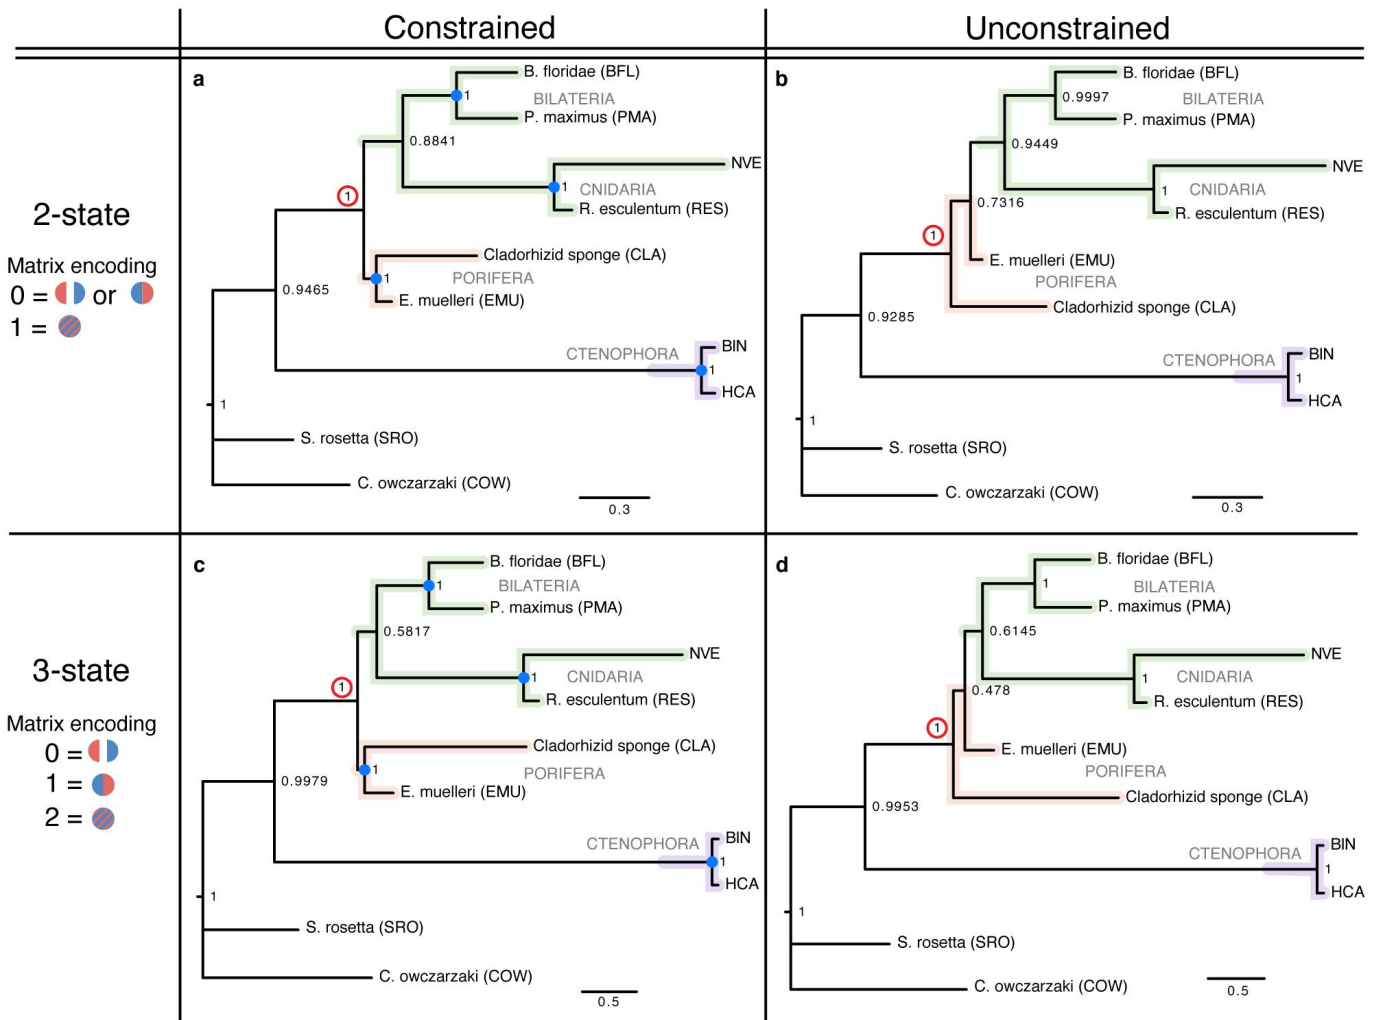 Constrained
Unconstrained
2-state
Matrix encoding
0 = or
1 =
a
B. floridae (BFL)
1
BILATERIA
P. maximus (PMA)
0.8841
NVE
1
CNIDARIA
R. esculentum (RES)
1
Cladorhizid sponge (CLA)
1
PORIFERA
E. muelleri (EMU)
0.9465
CTENOPHORA
BIN
1
HCA
1
S. rosetta (SRO)
C. owczarzaki (COW)
0.3
b
B. floridae (BFL)
0.9997
BILATERIA
P. maximus (PMA)
0.9449
NVE
1
CNIDARIA
R. esculentum (RES)
0.7316
1
E. muelleri (EMU)
PORIFERA
Cladorhizid sponge (CLA)
0.9285
CTENOPHORA
BIN
1
HCA
1
S. rosetta (SRO)
C. owczarzaki (COW)
0.3
3-state
Matrix encoding
0 =
1 =
2 =
c
B. floridae (BFL)
1
BILATERIA
P. maximus (PMA)
0.5817
NVE
1
CNIDARIA
R. esculentum (RES)
1
Cladorhizid sponge (CLA)
1
PORIFERA
E. muelleri (EMU)
0.9979
CTENOPHORA
BIN
1
HCA
1
S. rosetta (SRO)
C. owczarzaki (COW)
0.5
d
B. floridae (BFL)
1
BILATERIA
P. maximus (PMA)
0.6145
NVE
1
CNIDARIA
R. esculentum (RES)
0.478
1
E. muelleri (EMU)
PORIFERA
Cladorhizid sponge (CLA)
0.9953
CTENOPHORA
BIN
1
HCA
1
S. rosetta (SRO)
C. owczarzaki (COW)
0.5